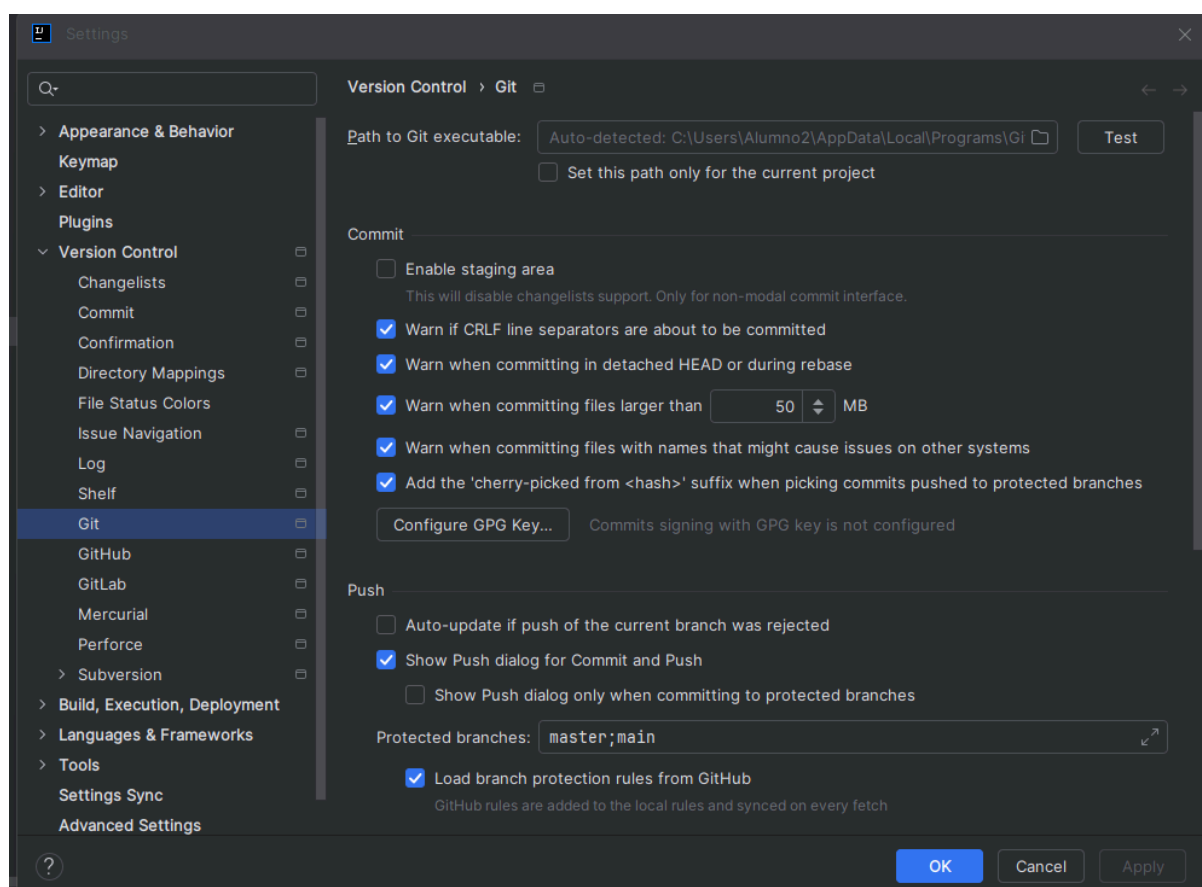 Settings
Version Control › Git
Appearance & Behavior
Keymap
Editor
Plugins
Version Control
Changelists
Commit
Confirmation
Directory Mappings
File Status Colors
Issue Navigation
Log
Shelf
Git
GitHub
GitLab
Mercurial
Perforce
Subversion
Build, Execution, Deployment
Languages & Frameworks
Tools
Settings Sync
Advanced Settings
Path to Git executable: Auto-detected: C:\Users\Alumno2\AppData\Local\Programs\Gi Test
Set this path only for the current project
Commit
Enable staging area
This will disable changelists support. Only for non-modal commit interface.
Warn if CRLF line separators are about to be committed
Warn when committing in detached HEAD or during rebase
Warn when committing files larger than 50 MB
Warn when committing files with names that might cause issues on other systems
Add the 'cherry-picked from <hash>' suffix when picking commits pushed to protected branches
Configure GPG Key... Commits signing with GPG key is not configured
Push
Auto-update if push of the current branch was rejected
Show Push dialog for Commit and Push
Show Push dialog only when committing to protected branches
Protected branches: master;main
Load branch protection rules from GitHub
GitHub rules are added to the local rules and synced on every fetch
? OK Cancel Apply